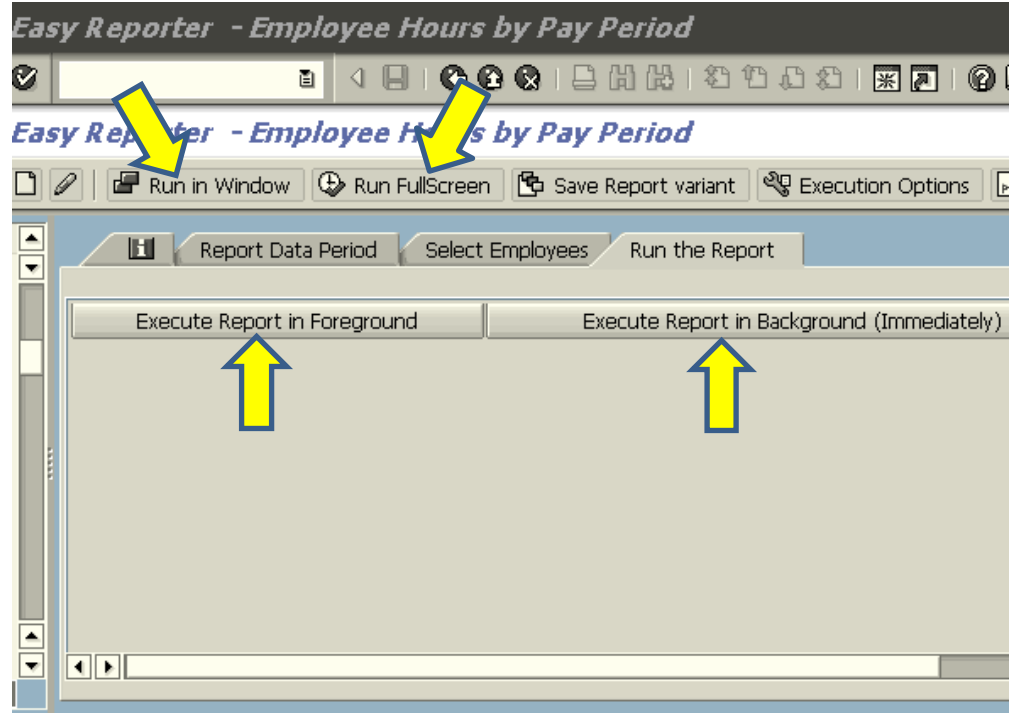 Easy Reporter - Employee Hours by Pay Period
Easy Reporter - Employee Hours by Pay Period
Run in Window Run FullScreen Save Report variant Execution Options
Report Data Period Select Employees Run the Report
Execute Report in Foreground Execute Report in Background (Immediately)